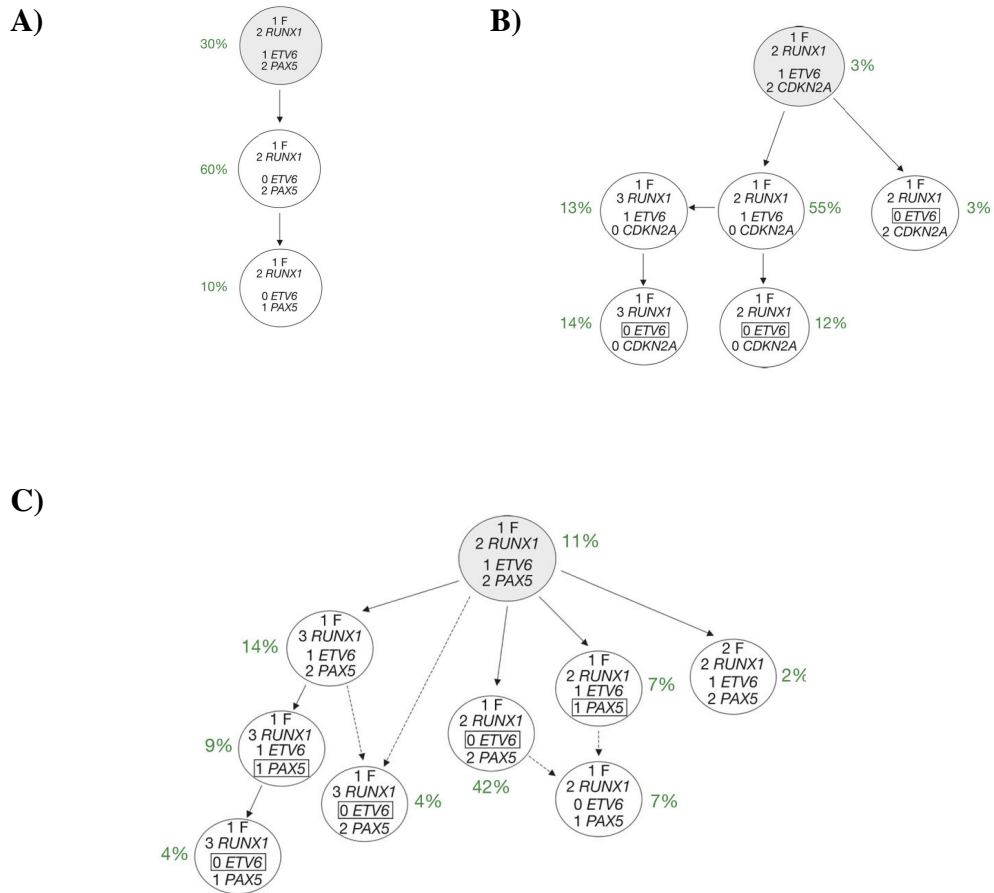 A)
1 F
2 RUNX1
1 ETV6
2 PAX5
30%
1 F
2 RUNX1
0 ETV6
2 PAX5
60%
1 F
2 RUNX1
0 ETV6
1 PAX5
10%
B)
1 F
2 RUNX1
1 ETV6
2 CDKN2A
3%
13%
1 F
3 RUNX1
1 ETV6
0 CDKN2A
1 F
2 RUNX1
1 ETV6
0 CDKN2A
55%
1 F
2 RUNX1
0 ETV6
2 CDKN2A
3%
14%
1 F
3 RUNX1
0 ETV6
0 CDKN2A
1 F
2 RUNX1
0 ETV6
0 CDKN2A
12%
C)
1 F
2 RUNX1
1 ETV6
2 PAX5
11%
14%
1 F
3 RUNX1
1 ETV6
2 PAX5
1 F
2 RUNX1
1 ETV6
1 PAX5
7%
2 F
2 RUNX1
1 ETV6
2 PAX5
2%
9%
1 F
3 RUNX1
1 ETV6
1 PAX5
1 F
3 RUNX1
0 ETV6
2 PAX5
4%
1 F
2 RUNX1
0 ETV6
2 PAX5
42%
1 F
2 RUNX1
0 ETV6
1 PAX5
7%
4%
1 F
3 RUNX1
0 ETV6
1 PAX5